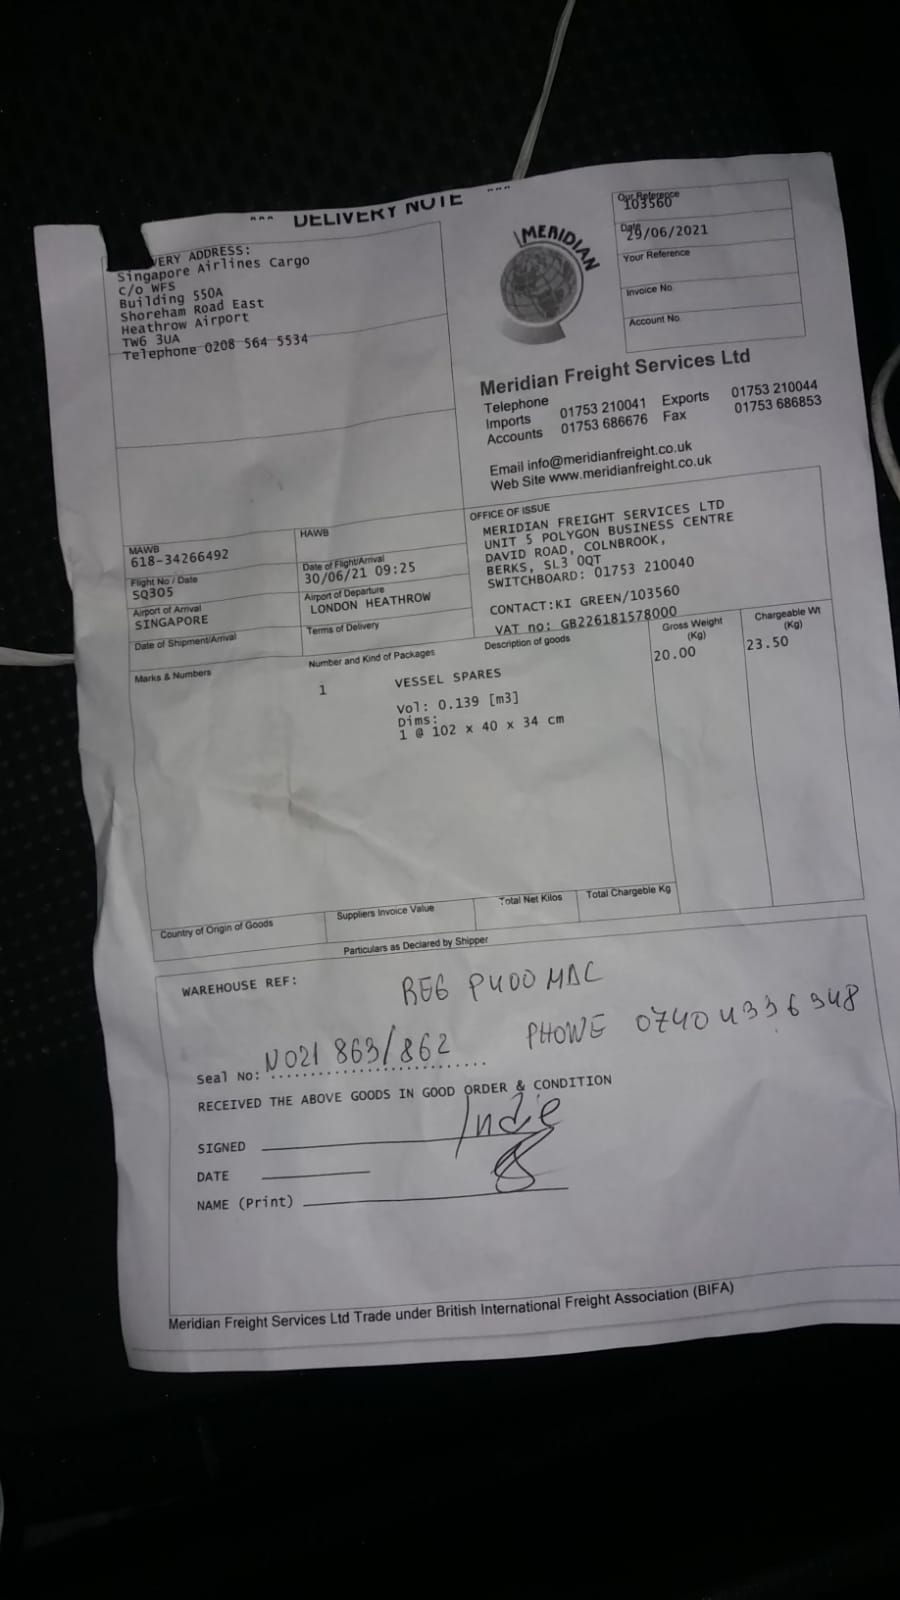 *** DELIVERY NOTE ***
VERY ADDRESS:
Singapore Airlines Cargo
c/o WFS
Building 550A
Shoreham Road East
Heathrow Airport
TW6 3UA
Telephone 0208 564 5534
MERIDIAN
Our Reference
103560
Date
29/06/2021
Your Reference
Invoice No.
Account No.
Meridian Freight Services Ltd
Telephone
Imports 01753 210041 Exports 01753 210044
Accounts 01753 686676 Fax 01753 686853
Email info@meridianfreight.co.uk
Web Site www.meridianfreight.co.uk
OFFICE OF ISSUE
MERIDIAN FREIGHT SERVICES LTD
UNIT 5 POLYGON BUSINESS CENTRE
DAVID ROAD, COLNBROOK,
BERKS, SL3 0QT
SWITCHBOARD: 01753 210040
CONTACT:KI GREEN/103560
VAT no: GB226181578000
MAWB
618-34266492
HAWB
Flight No / Date
SQ305
Date of Flight/Arrival
30/06/21 09:25
Airport of Arrival
SINGAPORE
Airport of Departure
LONDON HEATHROW
Date of Shipment/Arrival
Terms of Delivery
Marks & Numbers Number and Kind of Packages Description of goods Gross Weight (Kg) Chargeable Wt (Kg)
1 VESSEL SPARES 20.00 23.50
Vol: 0.139 [m3]
Dims:
1 @ 102 x 40 x 34 cm
Country of Origin of Goods Suppliers Invoice Value Total Net Kilos Total Chargeble Kg
Particulars as Declared by Shipper
WAREHOUSE REF: REG P400MDC
PHONE 07404336348
Seal No: N021 863/862
RECEIVED THE ABOVE GOODS IN GOOD ORDER & CONDITION
SIGNED Indie
DATE
NAME (Print)
Meridian Freight Services Ltd Trade under British International Freight Association (BIFA)